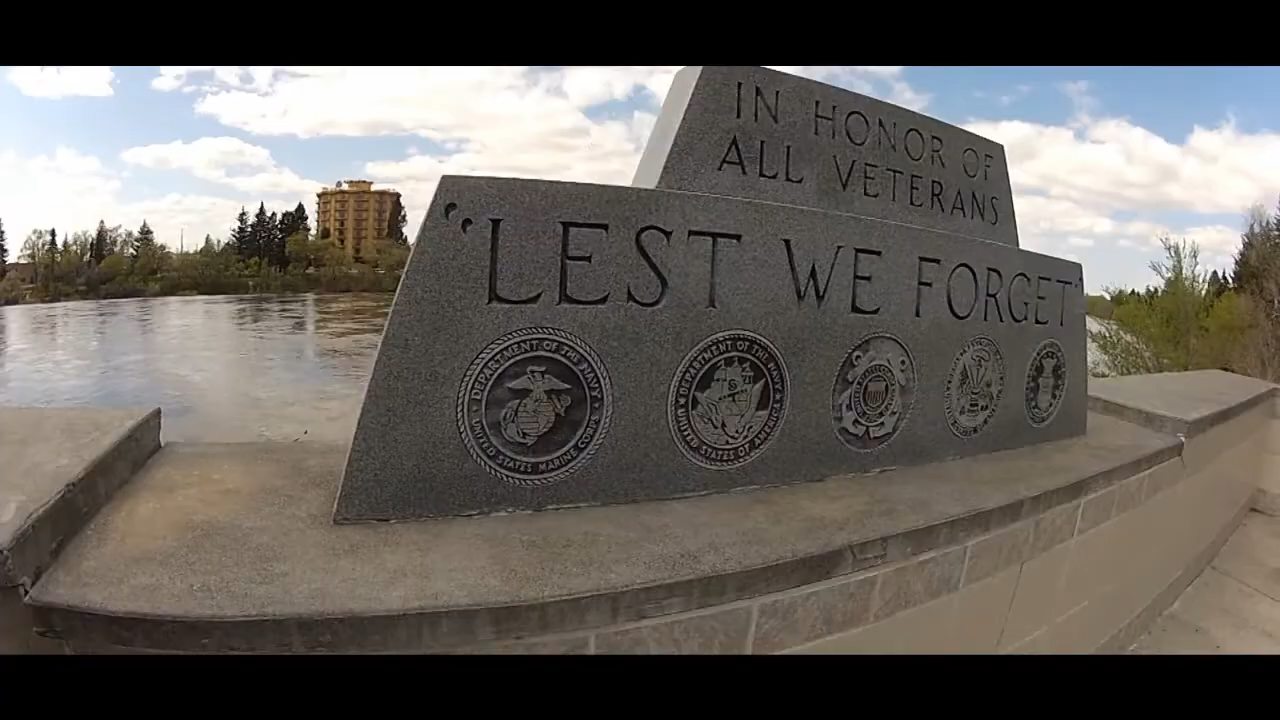 IN HONOR OF
ALL VETERANS
“LEST WE FORGET”
DEPARTMENT OF THE NAVY
UNITED STATES MARINE CORPS
DEPARTMENT OF THE NAVY
UNITED STATES OF AMERICA